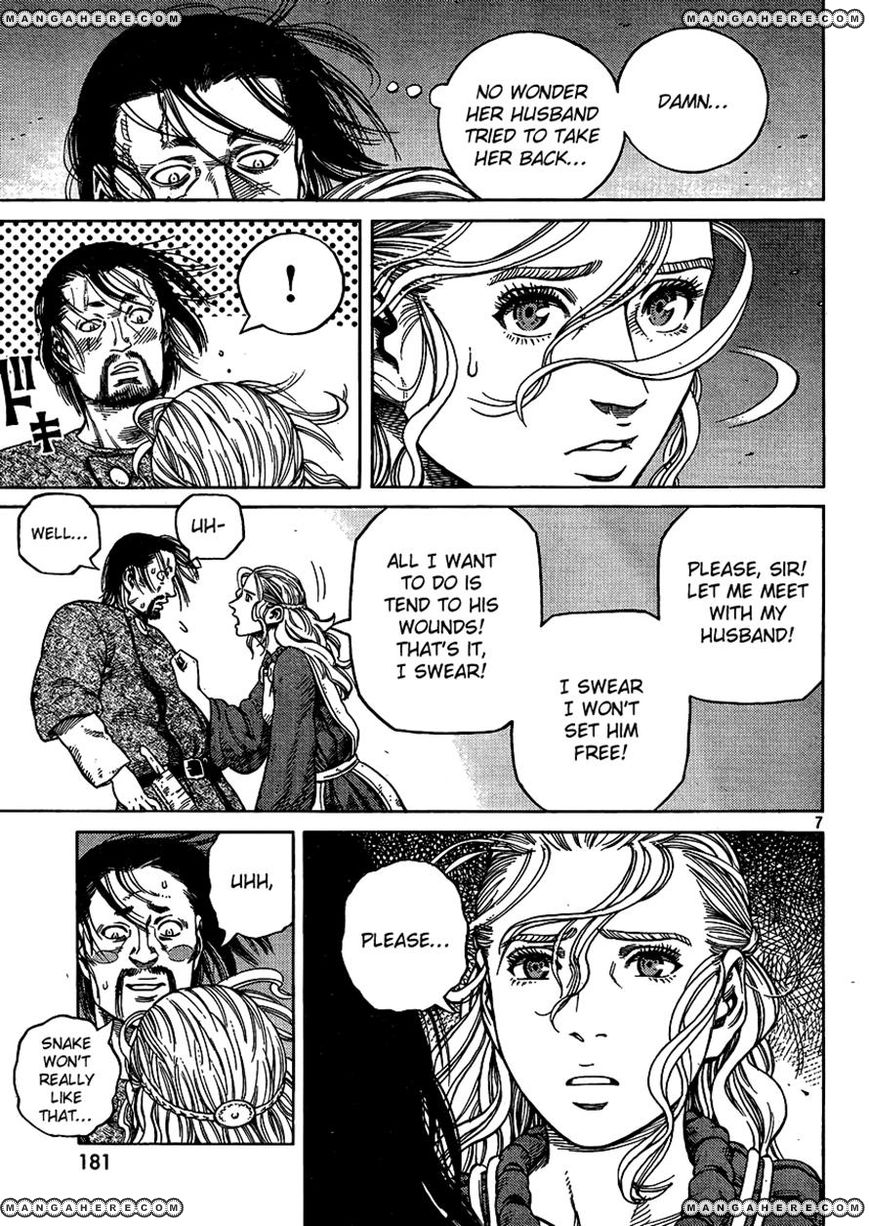 MANGAHERE.COM
MANGAHERE.COM
DAMN...
NO WONDER
HER HUSBAND
TRIED TO TAKE
HER BACK...
!
ドドキ
PLEASE, SIR!
LET ME MEET
WITH MY
HUSBAND!
I SWEAR
I WON'T
SET HIM
FREE!
ALL I WANT
TO DO IS
TEND TO HIS
WOUNDS!
THAT'S IT,
I SWEAR!
UH-
WELL...
7
PLEASE...
UHH,
SNAKE
WON'T
REALLY
LIKE
THAT...
181
MANGAHERE.COM
MANGAHERE.COM